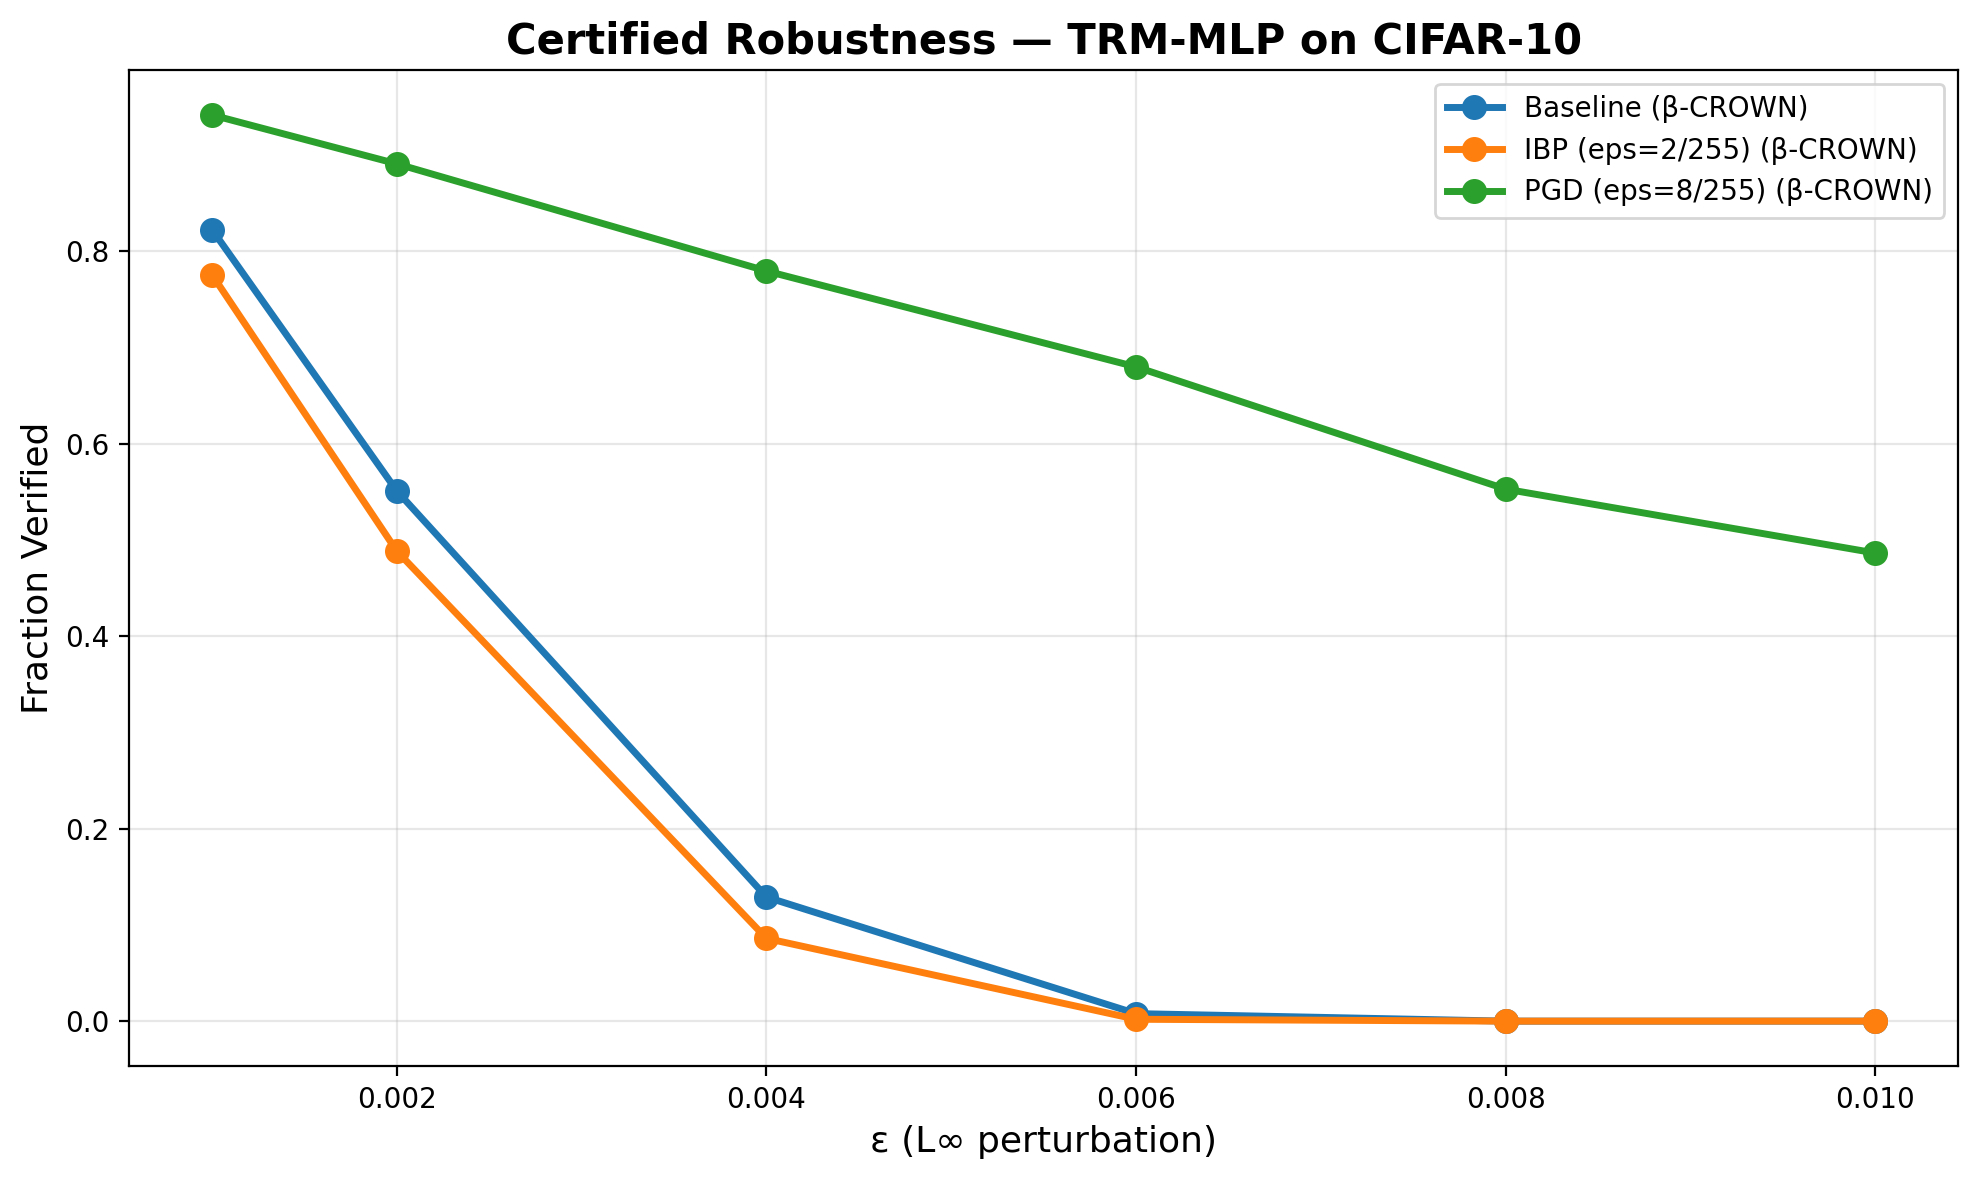 Certified Robustness — TRM-MLP on CIFAR-10
Baseline (β-CROWN)
IBP (eps=2/255) (β-CROWN)
PGD (eps=8/255) (β-CROWN)
Fraction Verified
0.8
0.6
0.4
0.2
0.0
0.002
0.004
0.006
0.008
0.010
ε (L∞ perturbation)